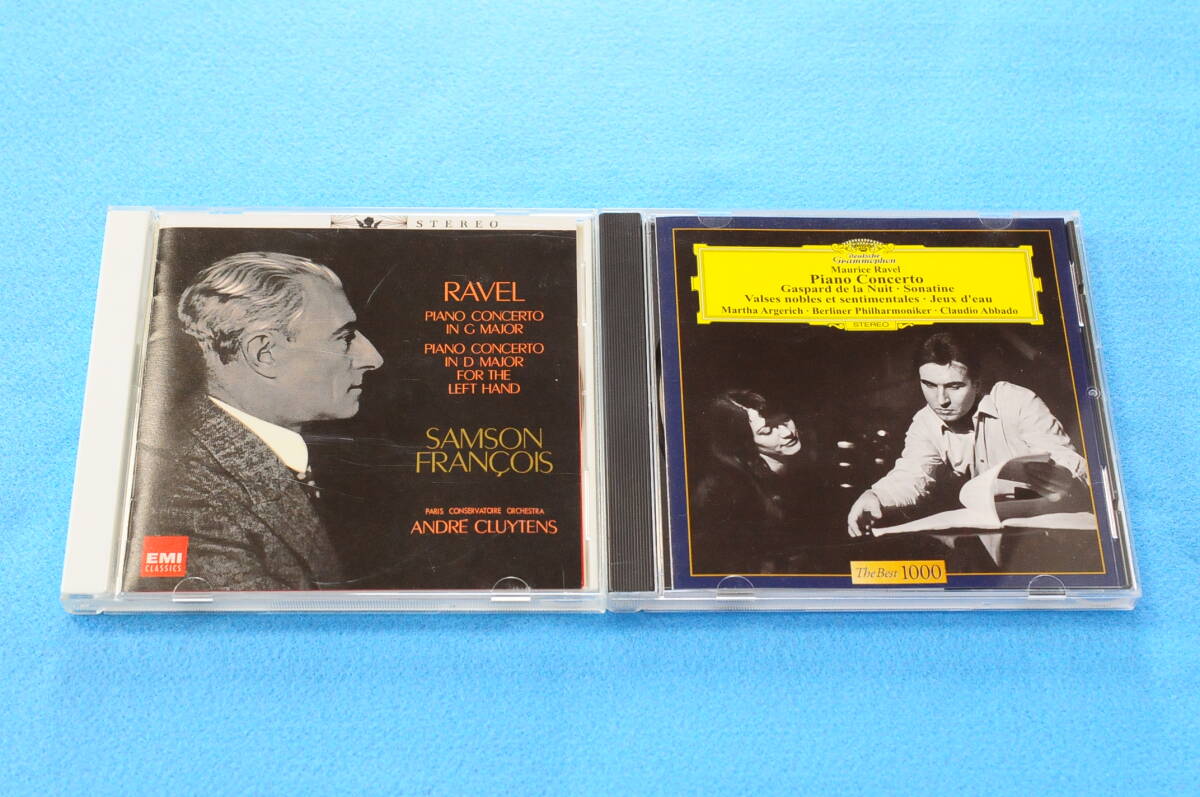 STEREO
RAVEL
PIANO CONCERTO
IN G MAJOR
PIANO CONCERTO
IN D MAJOR
FOR THE
LEFT HAND
SAMSON
FRANÇOIS
PARIS CONSERVATOIRE ORCHESTRA
ANDRE CLUYTENS
EMI
CLASSICS
Deutsche
Grammophon
Maurice Ravel
Piano Concerto
Gaspard de la Nuit · Sonatine
Valses nobles et sentimentales · Jeux d'eau
Martha Argerich · Berliner Philharmoniker · Claudio Abbado
STEREO
The Best 1000